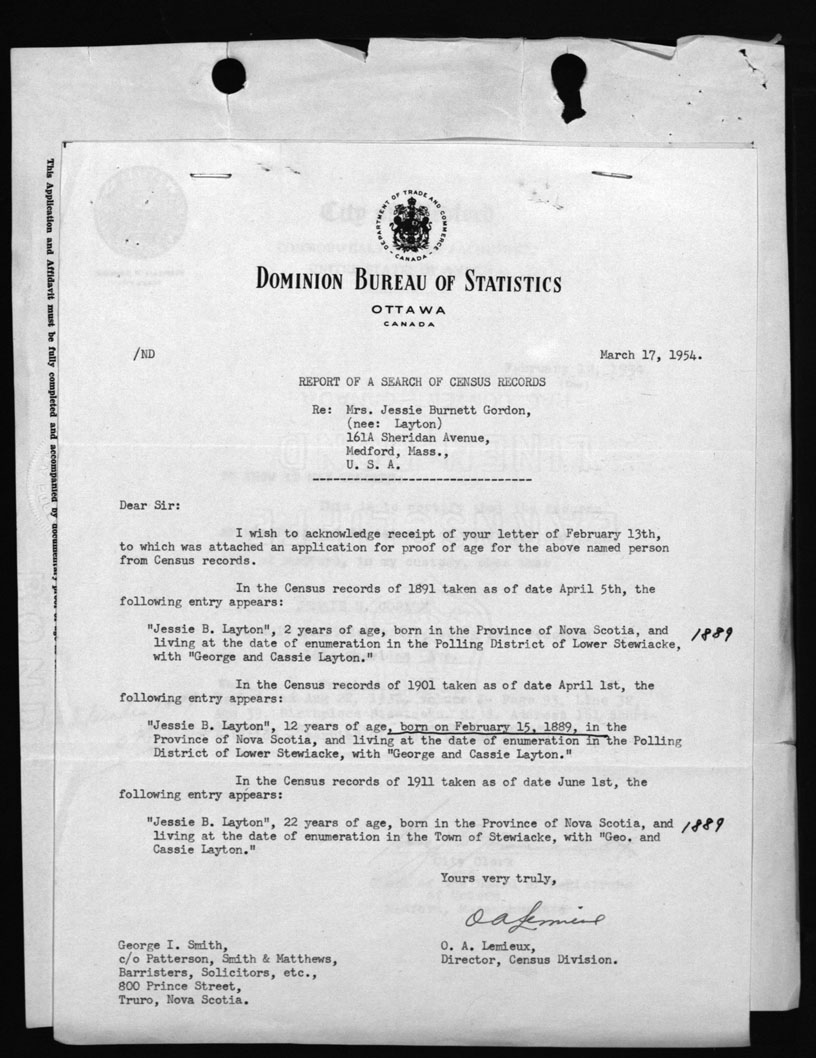 This Application and Affidavit must be fully completed and accompanied by
DEPARTMENT OF TRADE AND COMMERCE
- CANADA -
DOMINION BUREAU OF STATISTICS
OTTAWA
CANADA
/ND
March 17, 1954.
REPORT OF A SEARCH OF CENSUS RECORDS
Re: Mrs. Jessie Burnett Gordon,
(nee: Layton)
161A Sheridan Avenue,
Medford, Mass.,
U. S. A.
Dear Sir:
I wish to acknowledge receipt of your letter of February 13th,
to which was attached an application for proof of age for the above named person
from Census records.
In the Census records of 1891 taken as of date April 5th, the
following entry appears:
"Jessie B. Layton", 2 years of age, born in the Province of Nova Scotia, and 1889
living at the date of enumeration in the Polling District of Lower Stewiacke,
with "George and Cassie Layton."
In the Census records of 1901 taken as of date April 1st, the
following entry appears:
"Jessie B. Layton", 12 years of age, born on February 15, 1889, in the
Province of Nova Scotia, and living at the date of enumeration in the Polling
District of Lower Stewiacke, with "George and Cassie Layton."
In the Census records of 1911 taken as of date June 1st, the
following entry appears:
"Jessie B. Layton", 22 years of age, born in the Province of Nova Scotia, and 1889
living at the date of enumeration in the Town of Stewiacke, with "Geo. and
Cassie Layton."
Yours very truly,
O A Lemieux
O. A. Lemieux,
Director, Census Division.
George I. Smith,
c/o Patterson, Smith & Matthews,
Barristers, Solicitors, etc.,
800 Prince Street,
Truro, Nova Scotia.